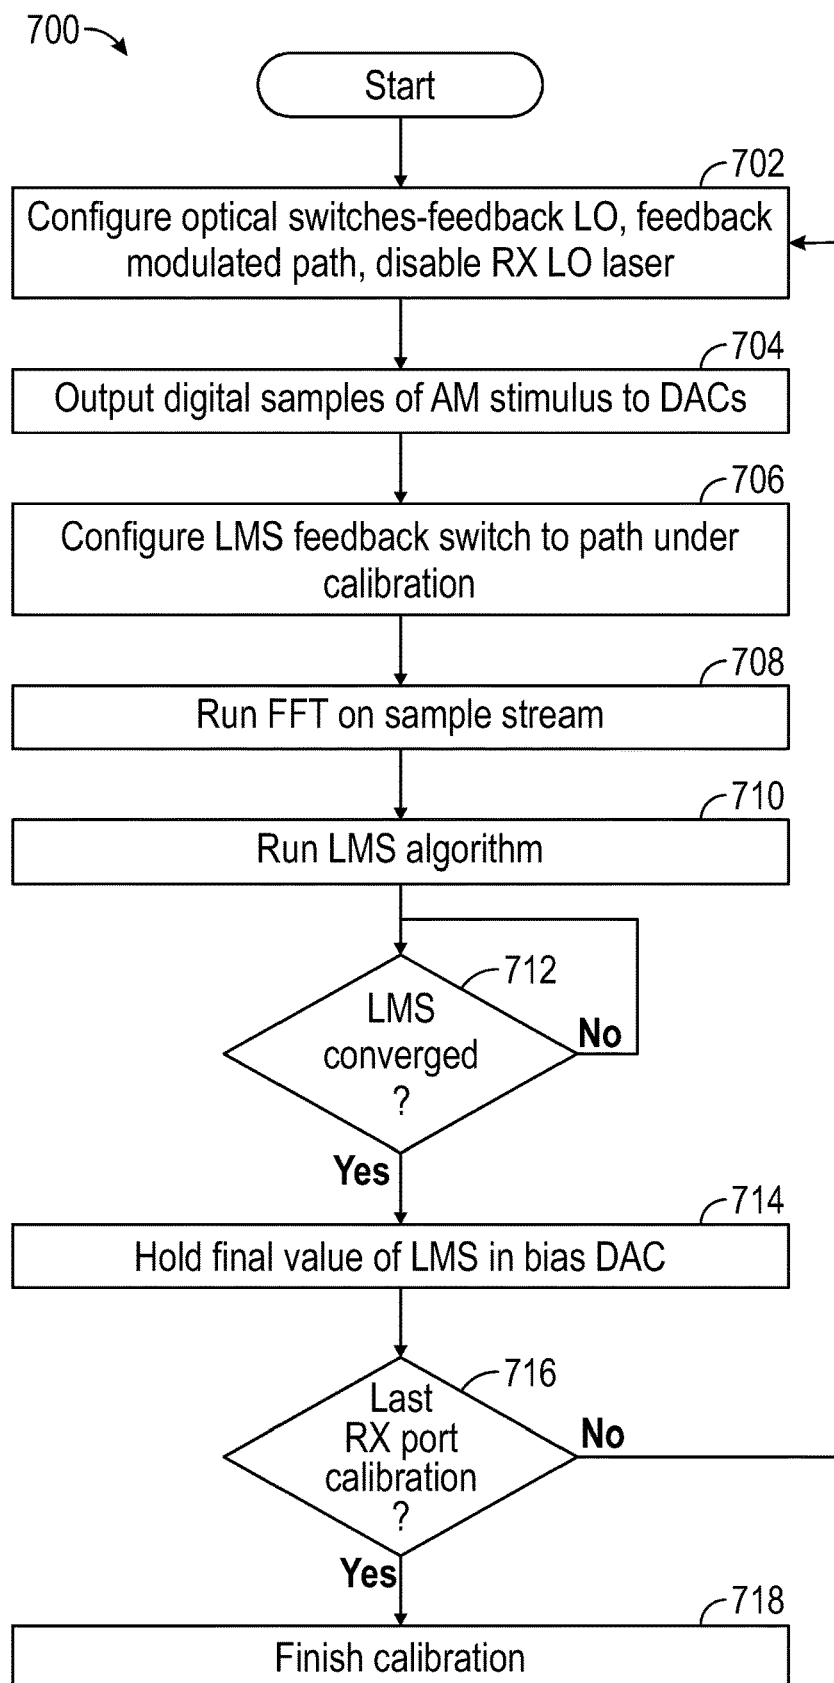 700
Start
702
Configure optical switches-feedback LO, feedback
modulated path, disable RX LO laser
704
Output digital samples of AM stimulus to DACs
706
Configure LMS feedback switch to path under
calibration
708
Run FFT on sample stream
710
Run LMS algorithm
712
LMS
converged
?
No
Yes
714
Hold final value of LMS in bias DAC
716
Last
RX port
calibration
?
No
Yes
718
Finish calibration